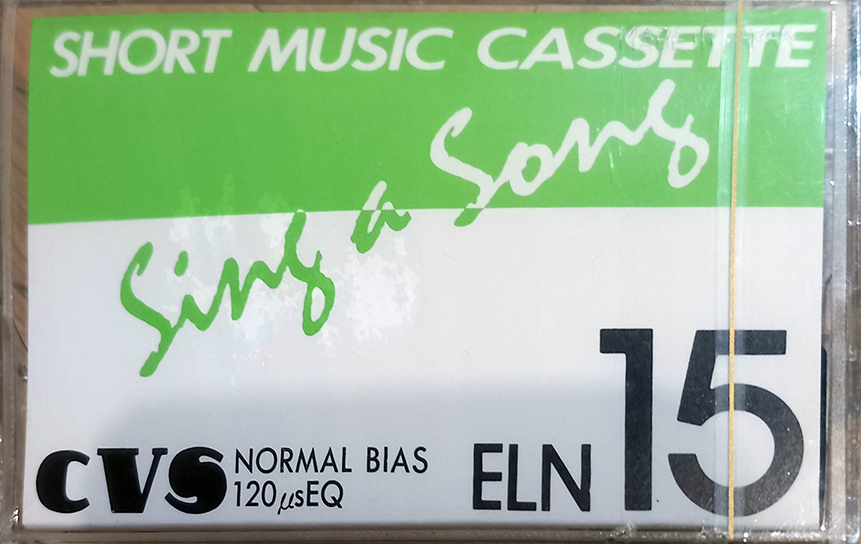 SHORT MUSIC CASSETTE
Sing a Song
CVS NORMAL BIAS
120μsEQ
ELN 15